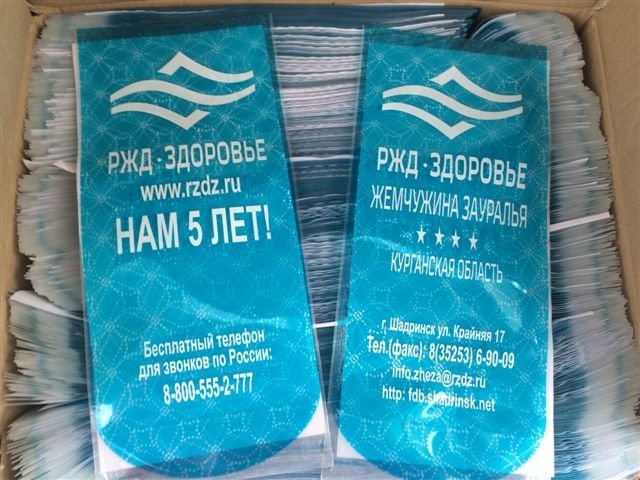 РЖД · ЗДОРОВЬЕ
www.rzdz.ru
НАМ 5 ЛЕТ!
Бесплатный телефон
для звонков по России:
8-800-555-2-777
РЖД · ЗДОРОВЬЕ
ЖЕМЧУЖИНА ЗАУРАЛЬЯ
★ ★ ★ ★
КУРГАНСКАЯ ОБЛАСТЬ
г. Шадринск ул. Крайняя 17
Тел.(факс): 8(35253) 6-90-09
info.zheza@rzdz.ru
http: fdb.shadrinsk.net